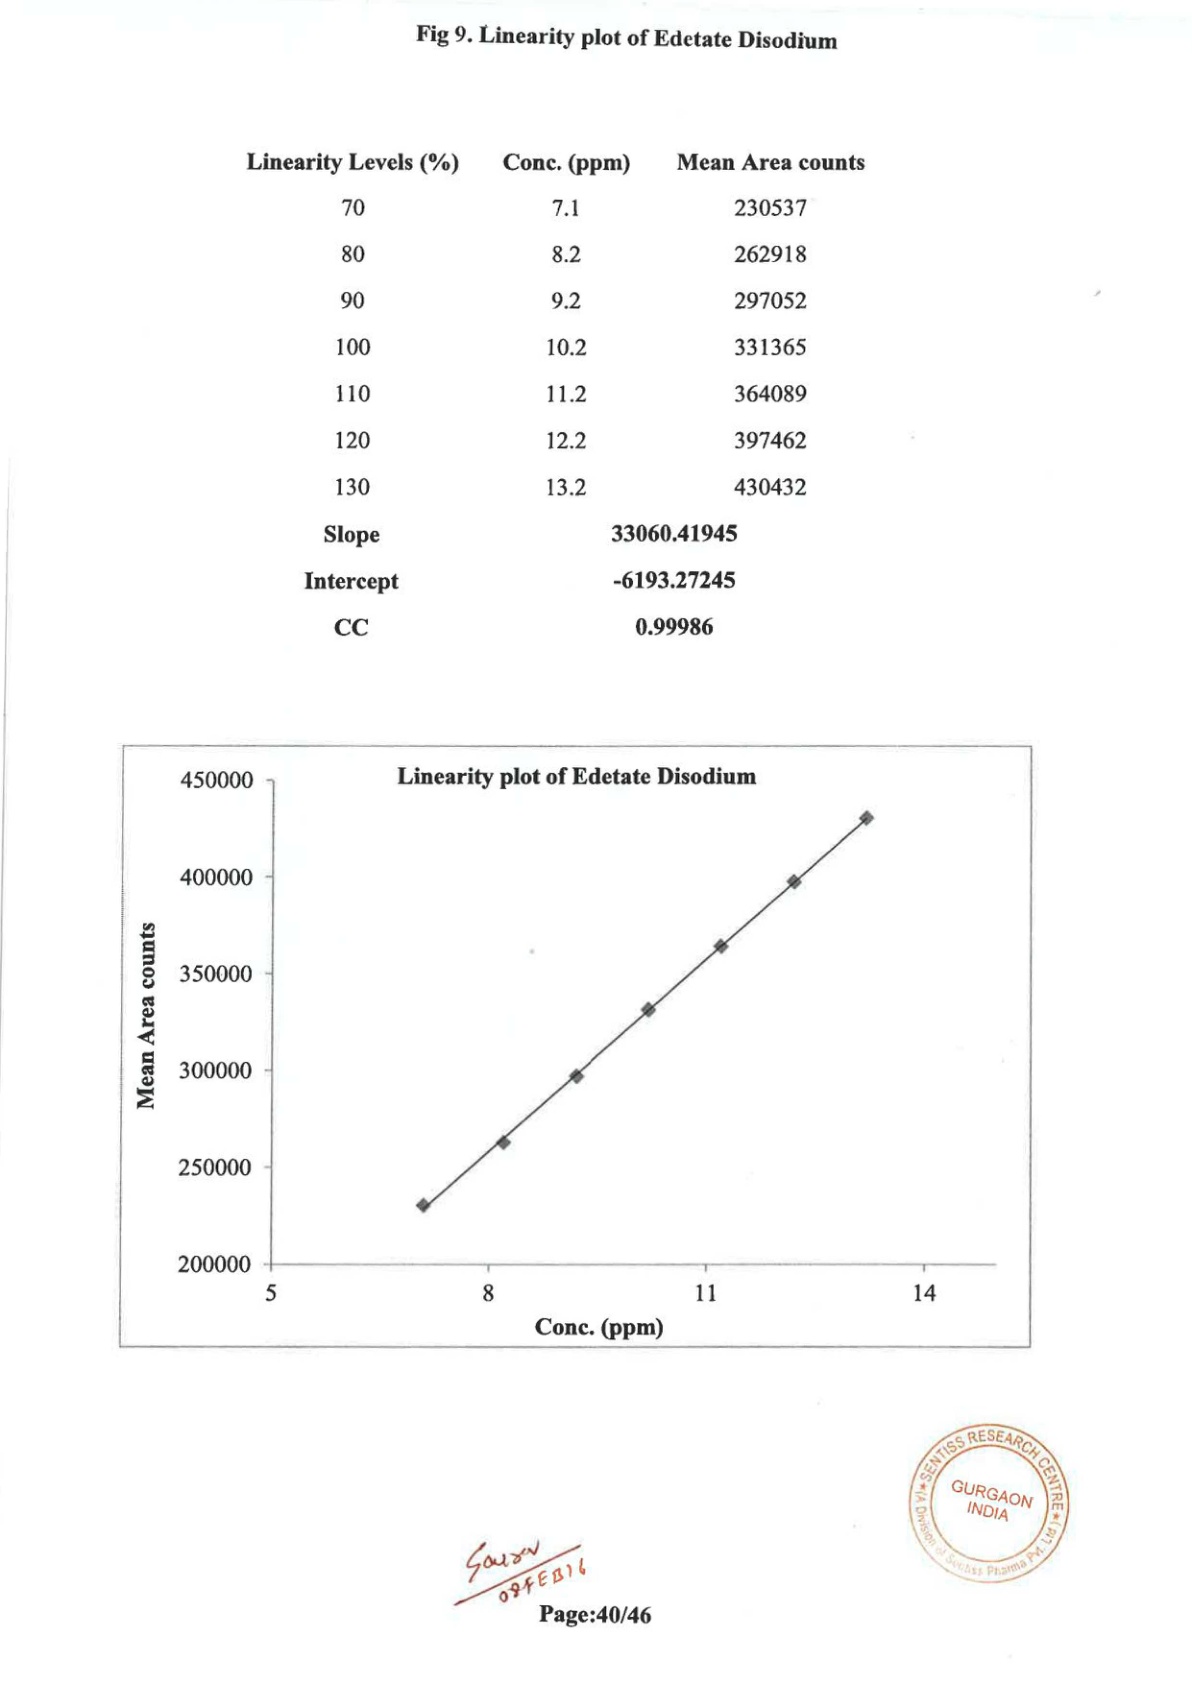 Fig 9. Linearity plot of Edetate Disodium
Linearity Levels (%) Conc. (ppm) Mean Area counts
70 7.1 230537
80 8.2 262918
90 9.2 297052
100 10.2 331365
110 11.2 364089
120 12.2 397462
130 13.2 430432
Slope 33060.41945
Intercept -6193.27245
CC 0.99986
Linearity plot of Edetate Disodium
450000
400000
350000
300000
250000
200000
Mean Area counts
5 8 11 14
Conc. (ppm)
SENTISS RESEARCH CENTRE
(A Division of Sentiss Pharma Pvt. Ltd.)
GURGAON
INDIA
08FEB16
Page:40/46